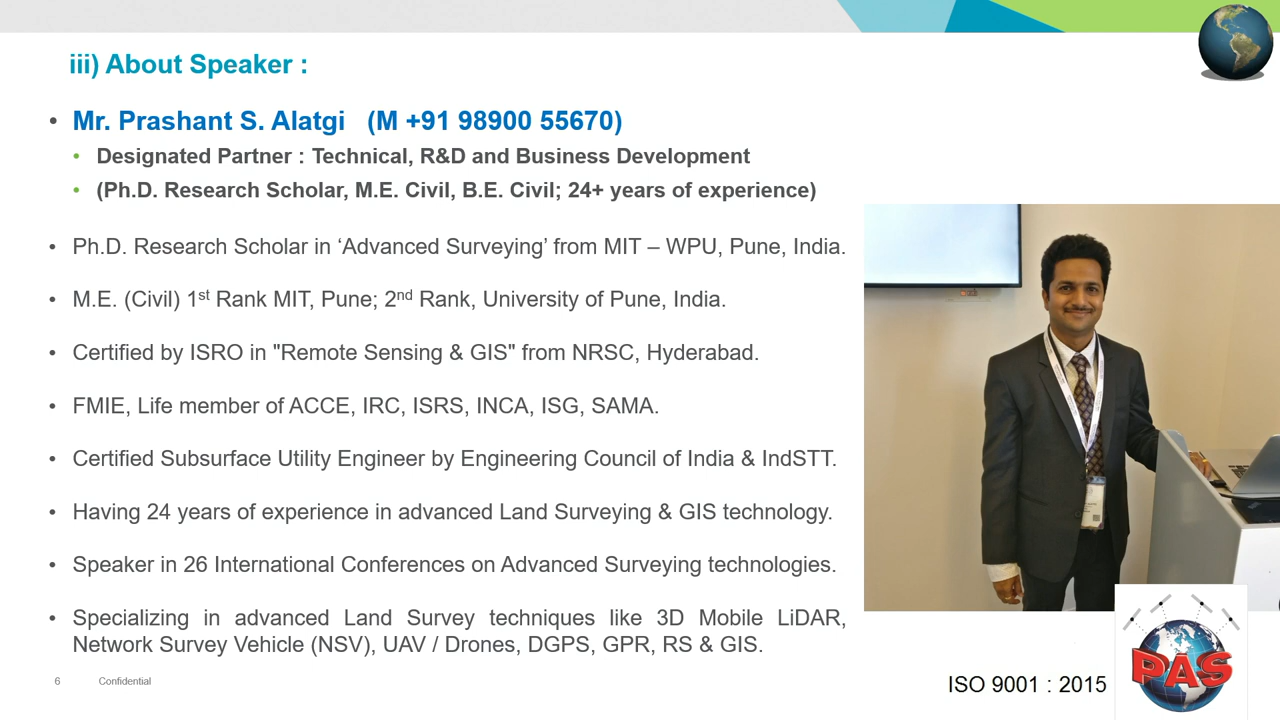 iii) About Speaker :
• Mr. Prashant S. Alatgi (M +91 98900 55670)
• Designated Partner : Technical, R&D and Business Development
• (Ph.D. Research Scholar, M.E. Civil, B.E. Civil; 24+ years of experience)
• Ph.D. Research Scholar in ‘Advanced Surveying’ from MIT – WPU, Pune, India.
• M.E. (Civil) 1st Rank MIT, Pune; 2nd Rank, University of Pune, India.
• Certified by ISRO in "Remote Sensing & GIS" from NRSC, Hyderabad.
• FMIE, Life member of ACCE, IRC, ISRS, INCA, ISG, SAMA.
• Certified Subsurface Utility Engineer by Engineering Council of India & IndSTT.
• Having 24 years of experience in advanced Land Surveying & GIS technology.
• Speaker in 26 International Conferences on Advanced Surveying technologies.
• Specializing in advanced Land Survey techniques like 3D Mobile LiDAR,
Network Survey Vehicle (NSV), UAV / Drones, DGPS, GPR, RS & GIS.
6 Confidential
ISO 9001 : 2015
PAS